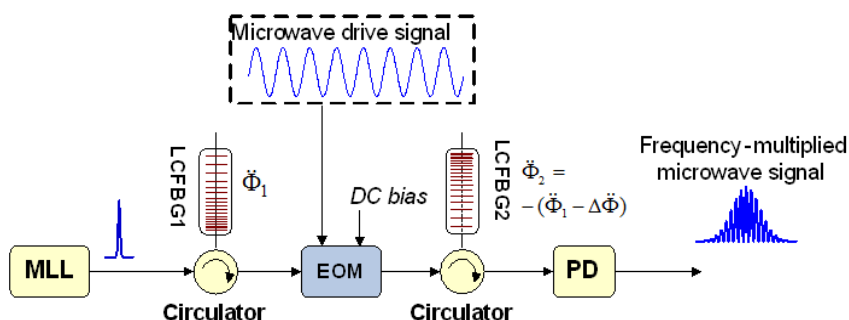 Microwave drive signal
LCFBG1
Φ̈₁
DC bias
LCFBG2
Φ̈₂ =
−(Φ̈₁ − ΔΦ̈)
Frequency-multiplied
microwave signal
MLL
EOM
PD
Circulator
Circulator